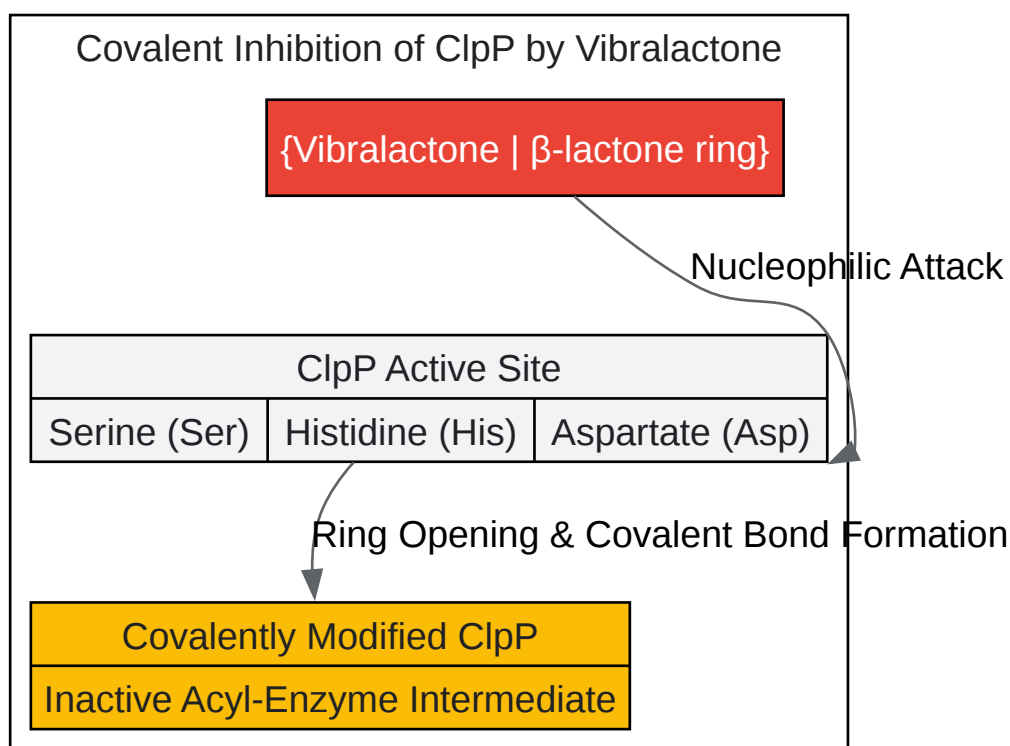 Covalent Inhibition of ClpP by Vibralactone
{Vibralactone | β-lactone ring}
Nucleophilic Attack
ClpP Active Site
Serine (Ser)
Histidine (His)
Aspartate (Asp)
Ring Opening & Covalent Bond Formation
Covalently Modified ClpP
Inactive Acyl-Enzyme Intermediate